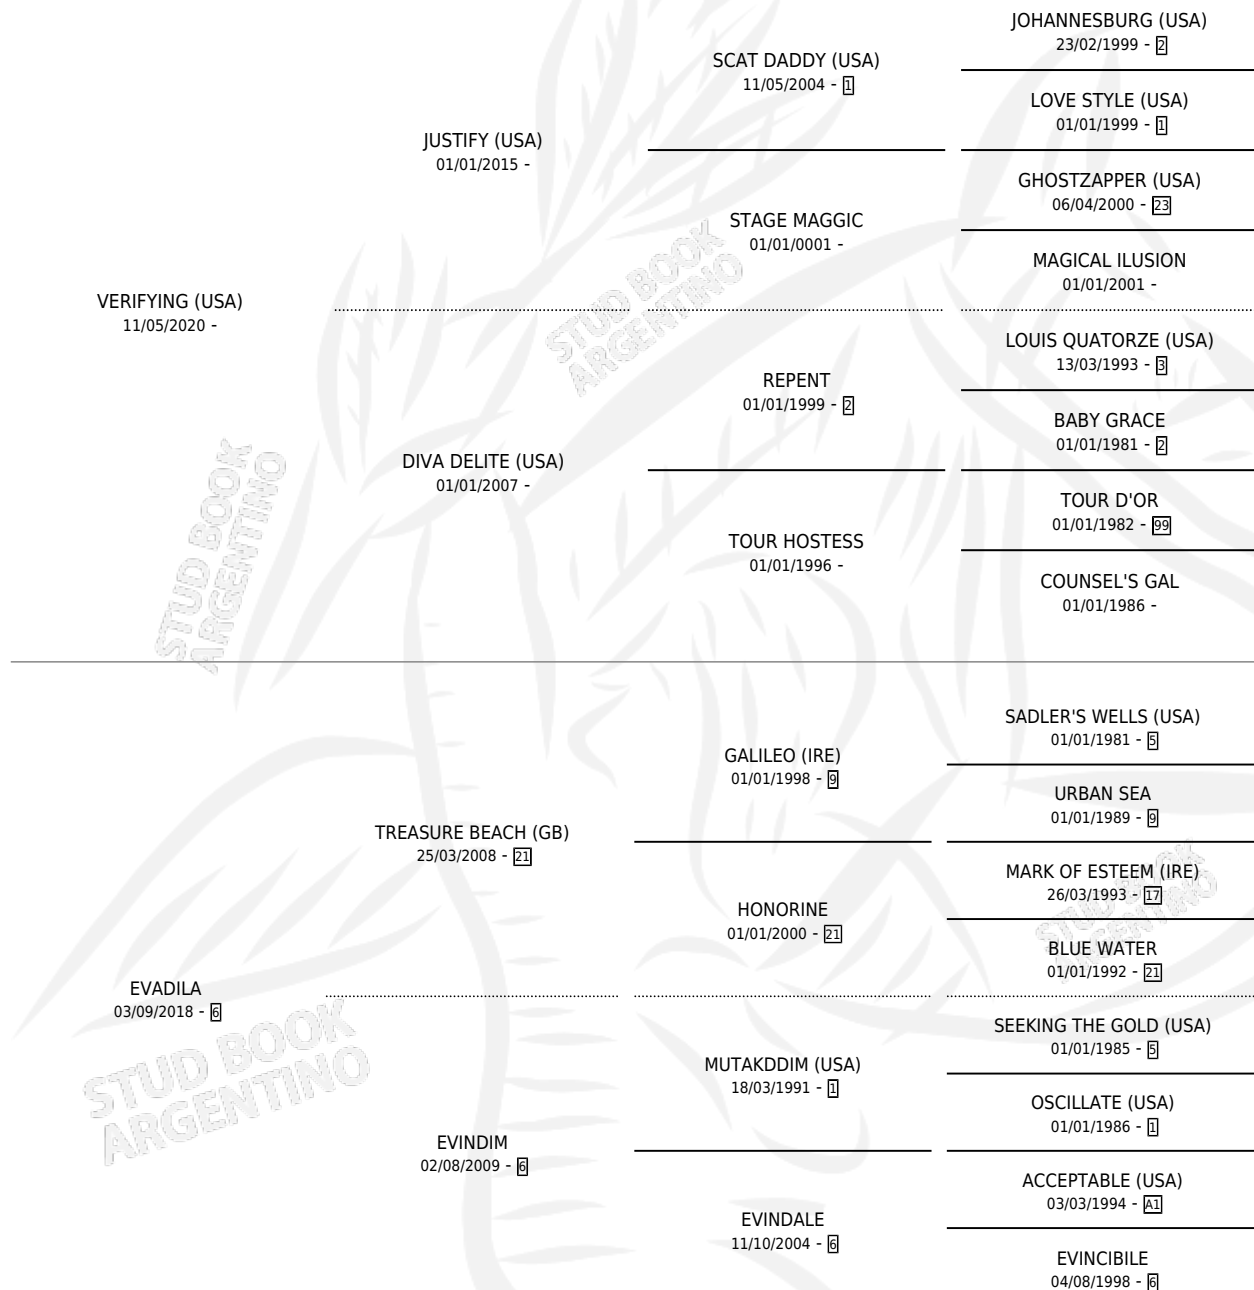 JOHANNESBURG (USA)
23/02/1999 - 2
SCAT DADDY (USA)
11/05/2004 - 1
LOVE STYLE (USA)
01/01/1999 - 1
JUSTIFY (USA)
01/01/2015 -
GHOSTZAPPER (USA)
06/04/2000 - 23
STAGE MAGGIC
01/01/0001 -
MAGICAL ILUSION
01/01/2001 -
VERIFYING (USA)
11/05/2020 -
LOUIS QUATORZE (USA)
13/03/1993 - 3
REPENT
01/01/1999 - 2
BABY GRACE
01/01/1981 - 2
DIVA DELITE (USA)
01/01/2007 -
TOUR D'OR
01/01/1982 - 99
TOUR HOSTESS
01/01/1996 -
COUNSEL'S GAL
01/01/1986 -
SADLER'S WELLS (USA)
01/01/1981 - 5
GALILEO (IRE)
01/01/1998 - 9
URBAN SEA
01/01/1989 - 9
TREASURE BEACH (GB)
25/03/2008 - 21
MARK OF ESTEEM (IRE)
26/03/1993 - 17
HONORINE
01/01/2000 - 21
BLUE WATER
01/01/1992 - 21
EVADILA
03/09/2018 - 6
SEEKING THE GOLD (USA)
01/01/1985 - 5
MUTAKDDIM (USA)
18/03/1991 - 1
OSCILLATE (USA)
01/01/1986 - 1
EVINDIM
02/08/2009 - 6
ACCEPTABLE (USA)
03/03/1994 - A1
EVINDALE
11/10/2004 - 6
EVINCIBILE
04/08/1998 - 6
STUD BOOK
ARGENTINO
STUD BOOK
ARGENTINO
STUD BOOK
ARGENTINO
STUD BOOK
ARGENTINO